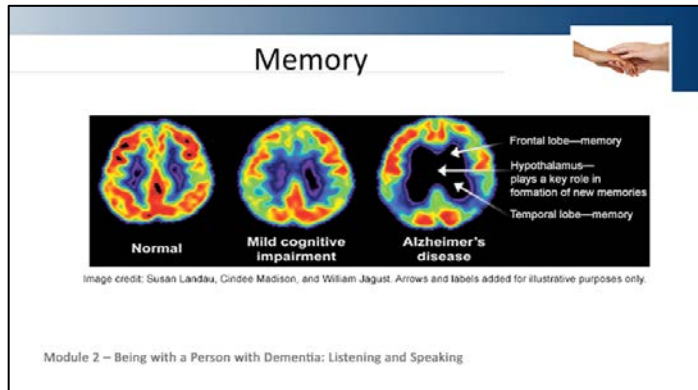 Memory
Frontal lobe—memory
Hypothalamus—
plays a key role in
formation of new memories
Temporal lobe—memory
Normal
Mild cognitive
impairment
Alzheimer's
disease
Image credit: Susan Landau, Cindee Madison, and William Jagust. Arrows and labels added for illustrative purposes only.
Module 2 – Being with a Person with Dementia: Listening and Speaking